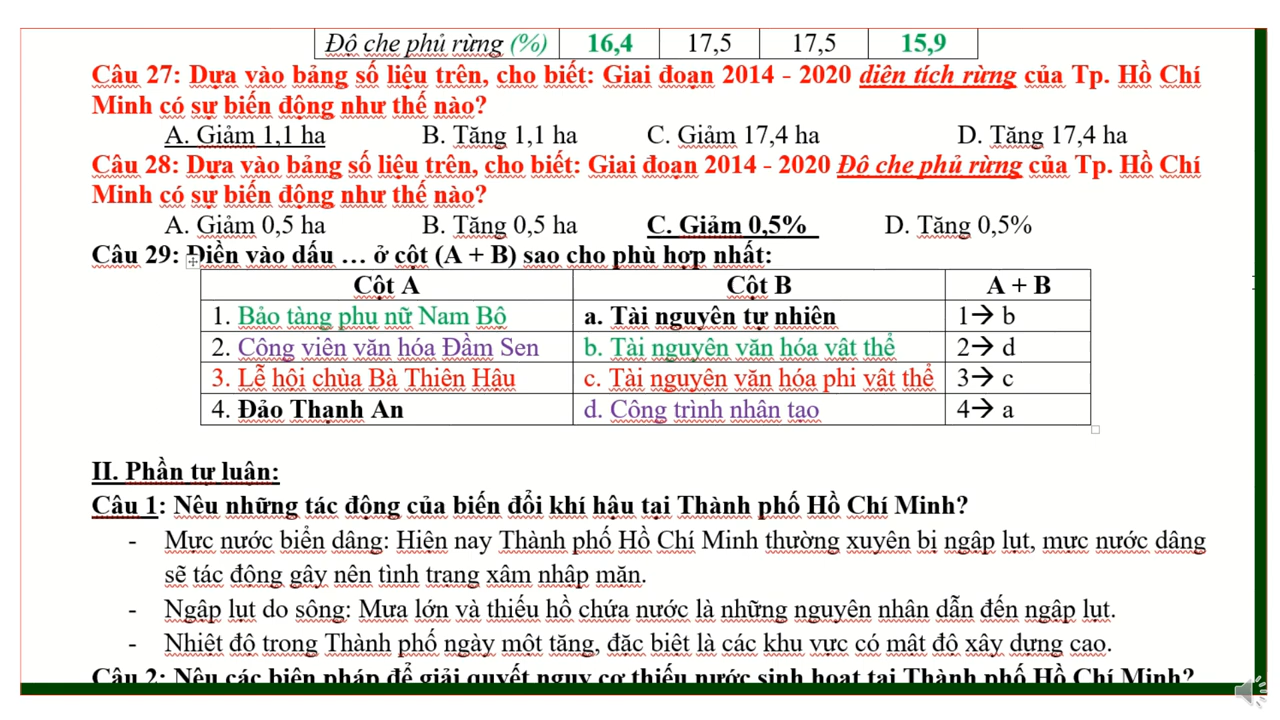 Độ che phủ rừng (%) 16,4 17,5 17,5 15,9
Câu 27: Dựa vào bảng số liệu trên, cho biết: Giai đoạn 2014 - 2020 diện tích rừng của Tp. Hồ Chí
Minh có sự biến động như thế nào?
A. Giảm 1,1 ha B. Tăng 1,1 ha C. Giảm 17,4 ha D. Tăng 17,4 ha
Câu 28: Dựa vào bảng số liệu trên, cho biết: Giai đoạn 2014 - 2020 Độ che phủ rừng của Tp. Hồ Chí
Minh có sự biến động như thế nào?
A. Giảm 0,5 ha B. Tăng 0,5 ha C. Giảm 0,5% D. Tăng 0,5%
Câu 29: Điền vào dấu … ở cột (A + B) sao cho phù hợp nhất:
Cột A Cột B A + B
1. Bảo tàng phụ nữ Nam Bộ a. Tài nguyên tự nhiên 1→ b
2. Công viên văn hóa Đầm Sen b. Tài nguyên văn hóa vật thể 2→ d
3. Lễ hội chùa Bà Thiên Hậu c. Tài nguyên văn hóa phi vật thể 3→ c
4. Đảo Thạnh An d. Công trình nhân tạo 4→ a
II. Phần tự luận:
Câu 1: Nêu những tác động của biến đổi khí hậu tại Thành phố Hồ Chí Minh?
- Mực nước biển dâng: Hiện nay Thành phố Hồ Chí Minh thường xuyên bị ngập lụt, mực nước dâng
sẽ tác động gây nên tình trạng xâm nhập mặn.
- Ngập lụt do sông: Mưa lớn và thiếu hồ chứa nước là những nguyên nhân dẫn đến ngập lụt.
- Nhiệt độ trong Thành phố ngày một tăng, đặc biệt là các khu vực có mật độ xây dựng cao.
Câu 2: Nêu các biện pháp để giải quyết nguy cơ thiếu nước sinh hoạt tại Thành phố Hồ Chí Minh?